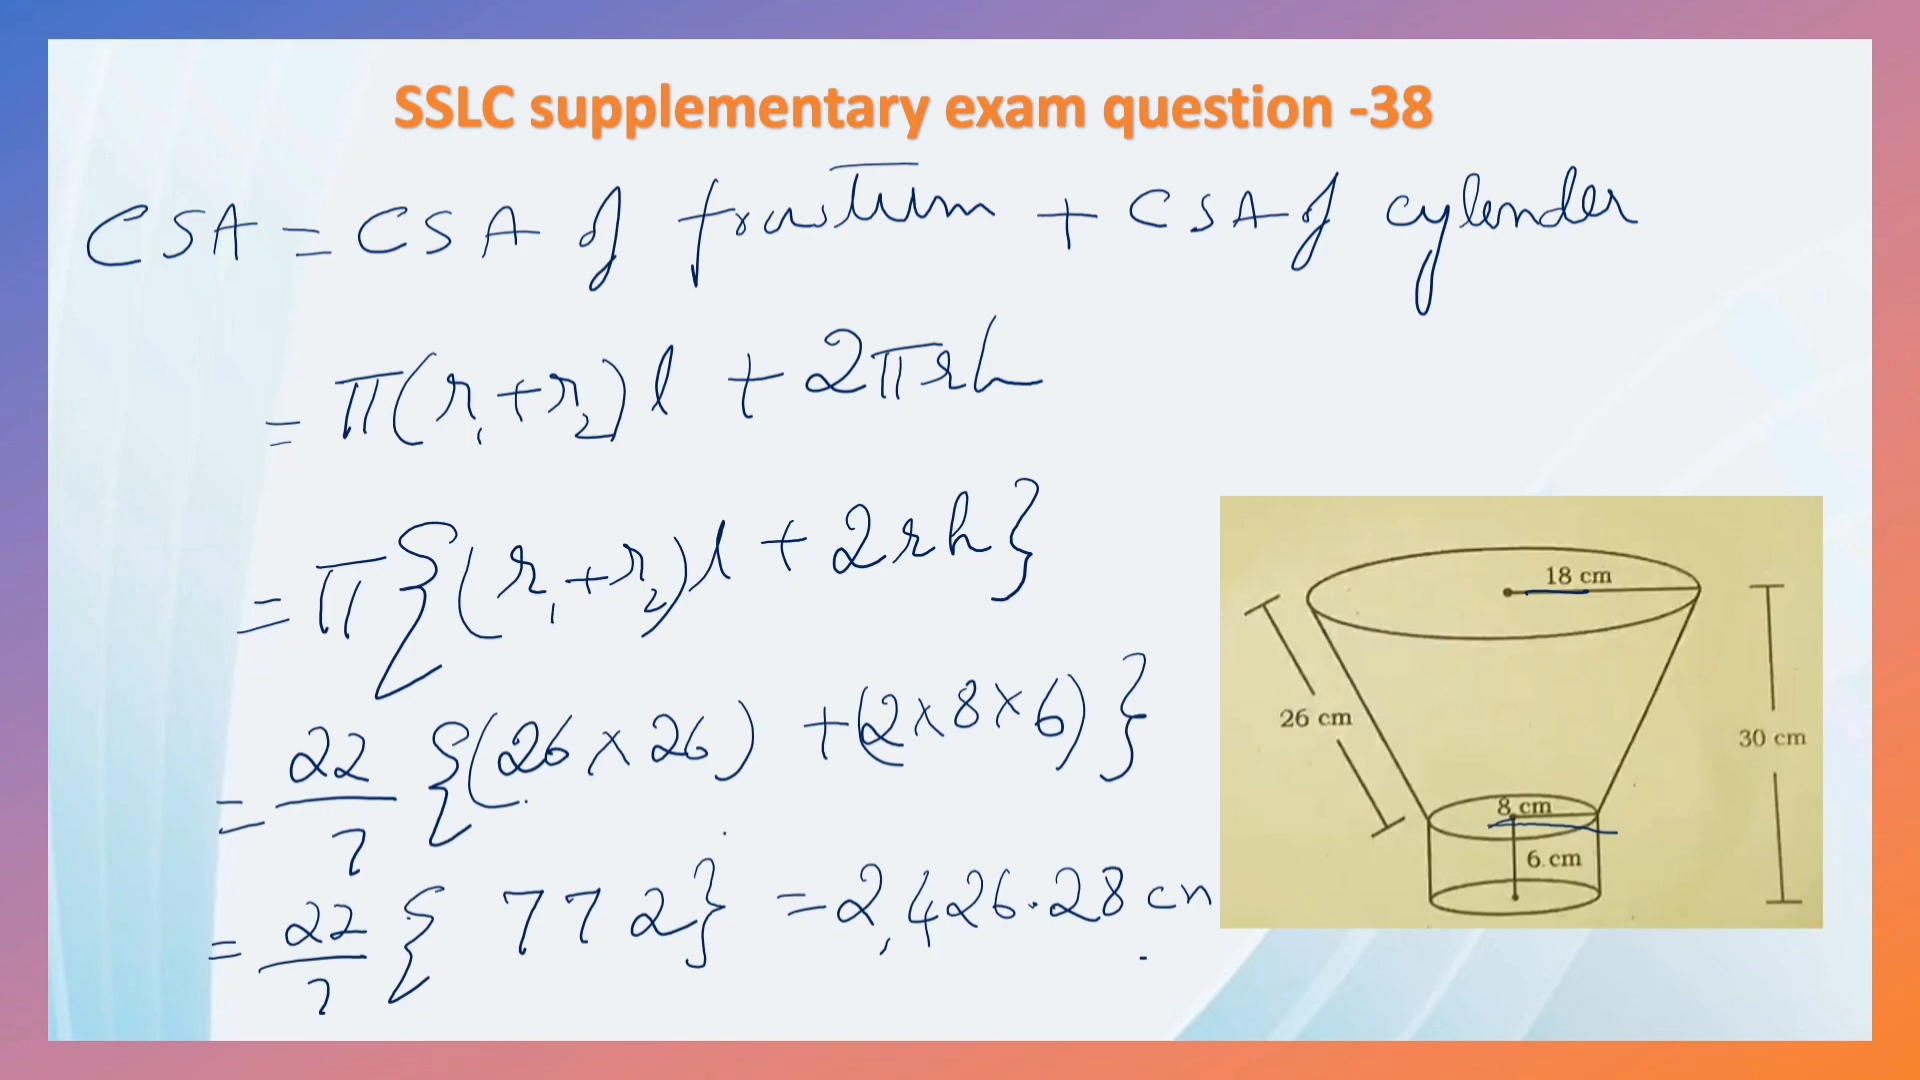 SSLC supplementary exam question -38
CSA = CSA of frustum + CSA of cylender
= π(r₁+r₂)l + 2πrh
= π{(r₁+r₂)l + 2rh}
= 22/7 {(26×26) + (2×8×6)}
= 22/7 {772} = 2,426.28 cm
18 cm
26 cm
30 cm
8 cm
6 cm